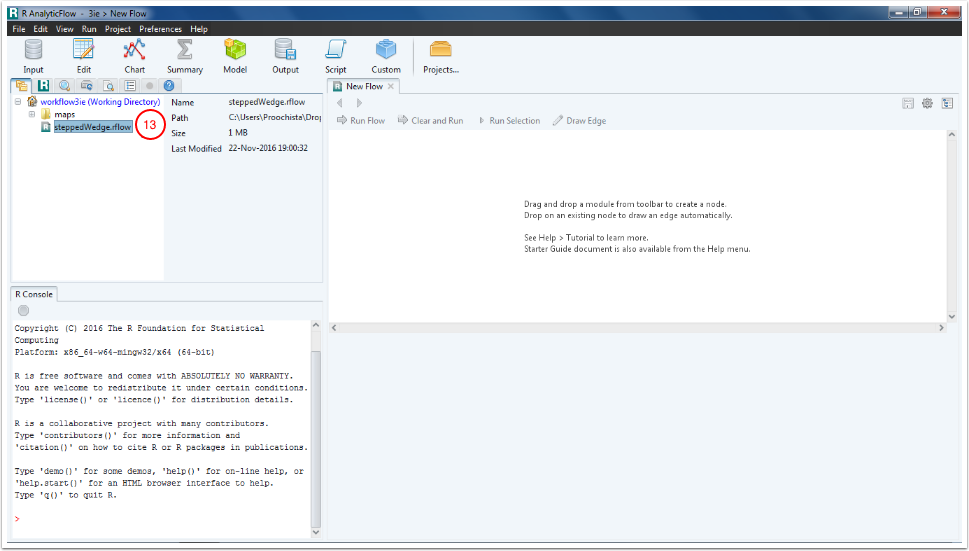 R AnalyticFlow - 3ie > New Flow
File Edit View Run Project Preferences Help
Input Edit Chart Summary Model Output Script Custom Projects...
New Flow
workflow3ie (Working Directory)
maps
steppedWedge.rflow
13
Name steppedWedge.rflow
Path C:\Users\Proochista\Drop
Size 1 MB
Last Modified 22-Nov-2016 19:00:32
Run Flow Clear and Run Run Selection Draw Edge
Drag and drop a module from toolbar to create a node.
Drop on an existing node to draw an edge automatically.
See Help > Tutorial to learn more.
Starter Guide document is also available from the Help menu.
R Console
Copyright (C) 2016 The R Foundation for Statistical
Computing
Platform: x86_64-w64-mingw32/x64 (64-bit)
R is free software and comes with ABSOLUTELY NO WARRANTY.
You are welcome to redistribute it under certain conditions.
Type 'license()' or 'licence()' for distribution details.
R is a collaborative project with many contributors.
Type 'contributors()' for more information and
'citation()' on how to cite R or R packages in publications.
Type 'demo()' for some demos, 'help()' for on-line help, or
'help.start()' for an HTML browser interface to help.
Type 'q()' to quit R.
>